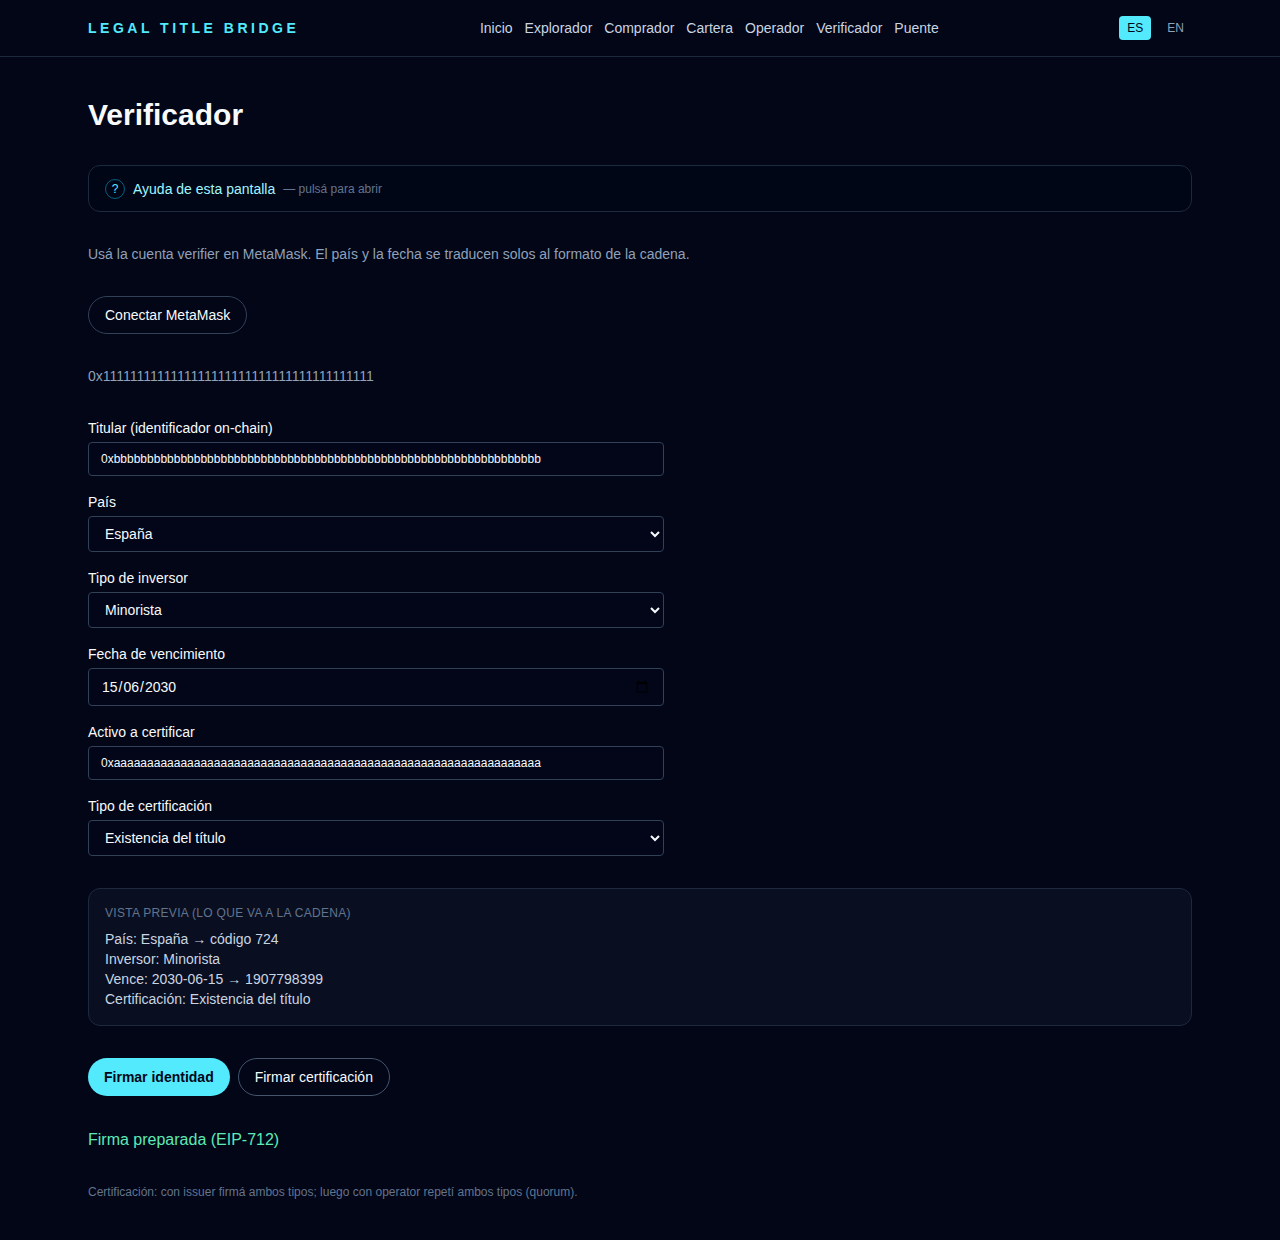 LEGAL TITLE BRIDGE
Inicio Explorador Comprador Cartera Operador Verificador Puente
ES EN
Verificador
? Ayuda de esta pantalla — pulsá para abrir
Usá la cuenta verifier en MetaMask. El país y la fecha se traducen solos al formato de la cadena.
Conectar MetaMask
0x1111111111111111111111111111111111111111
Titular (identificador on-chain)
0xbbbbbbbbbbbbbbbbbbbbbbbbbbbbbbbbbbbbbbbbbbbbbbbbbbbbbbbbbbbbbbbb
País
España
Tipo de inversor
Minorista
Fecha de vencimiento
15/06/2030
Activo a certificar
0xaaaaaaaaaaaaaaaaaaaaaaaaaaaaaaaaaaaaaaaaaaaaaaaaaaaaaaaaaaaaaaaa
Tipo de certificación
Existencia del título
VISTA PREVIA (LO QUE VA A LA CADENA)
País: España → código 724
Inversor: Minorista
Vence: 2030-06-15 → 1907798399
Certificación: Existencia del título
Firmar identidad Firmar certificación
Firma preparada (EIP-712)
Certificación: con issuer firmá ambos tipos; luego con operator repetí ambos tipos (quorum).